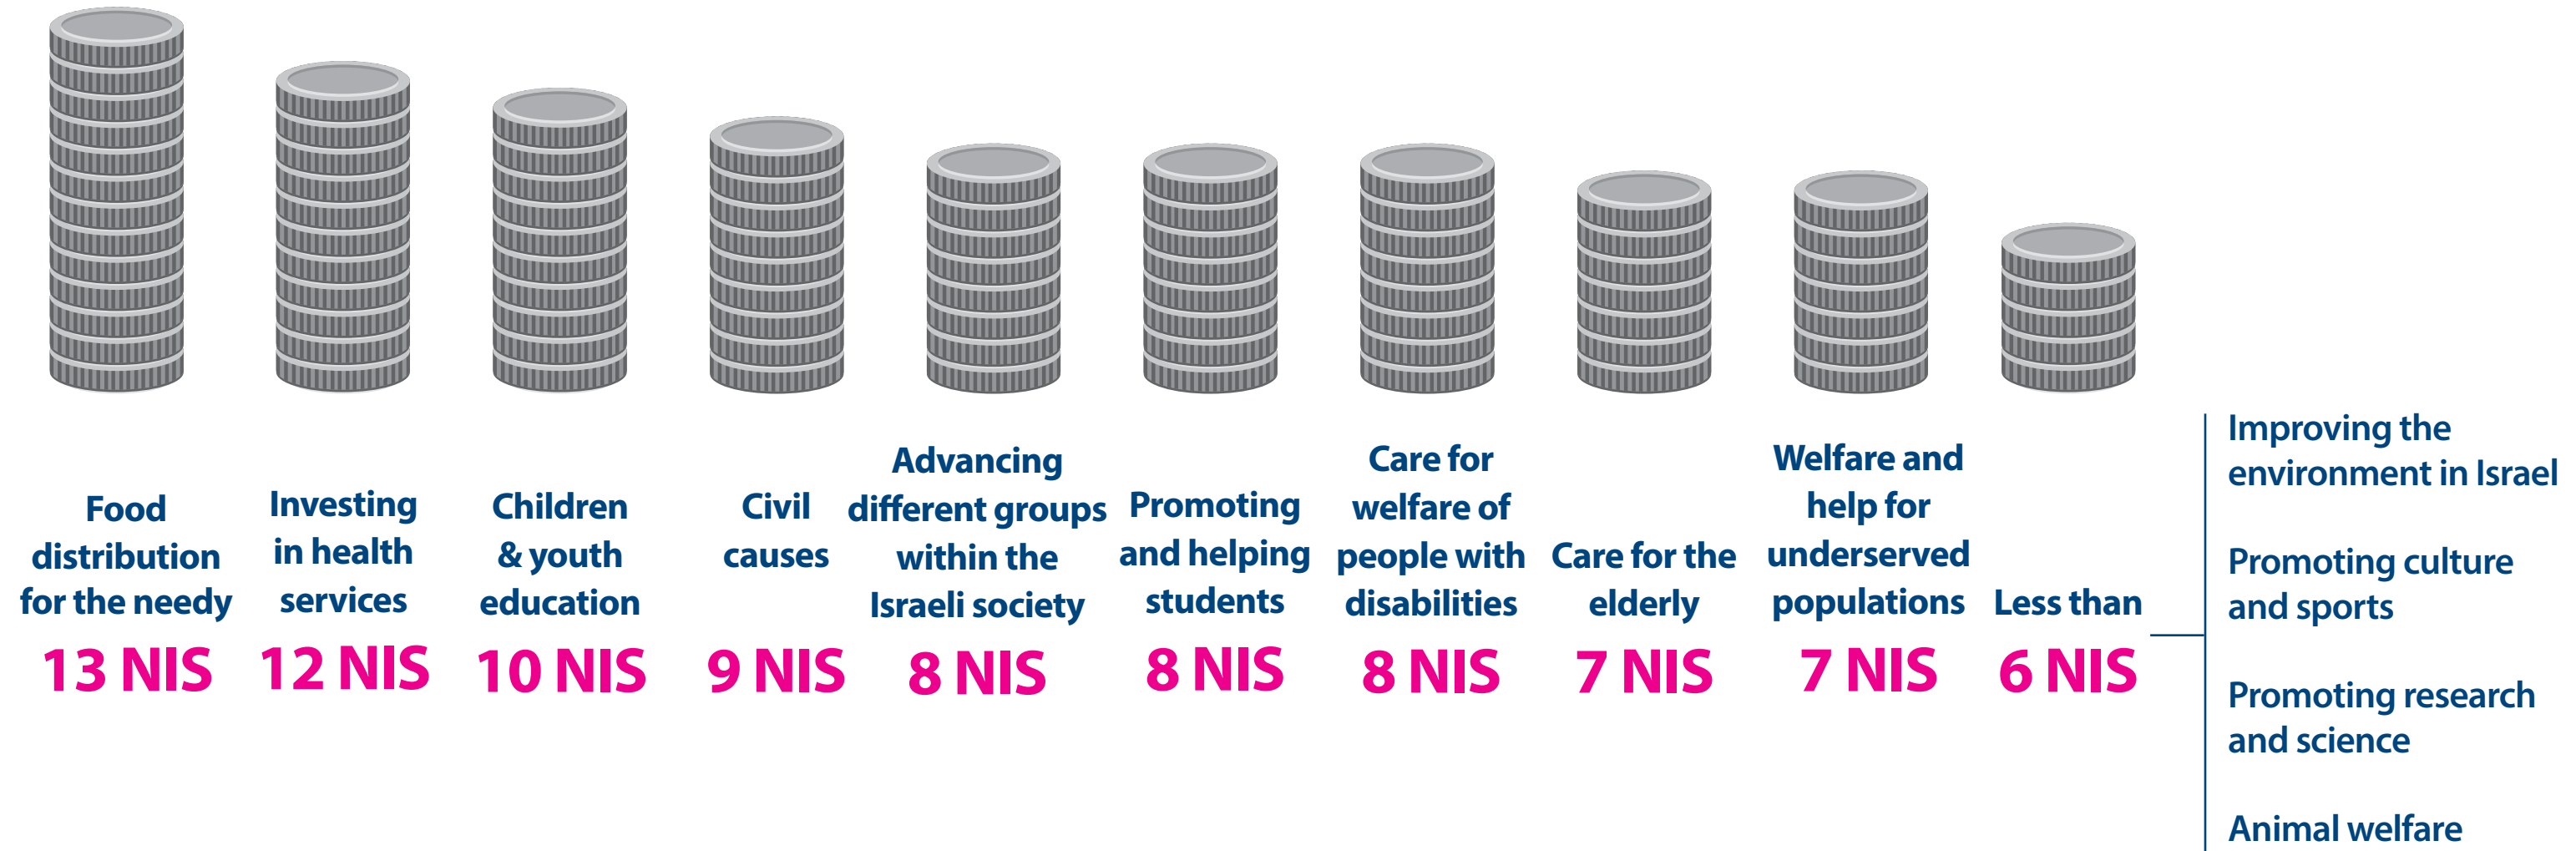 Food
distribution
for the needy
13 NIS
Investing
in health
services
12 NIS
Children
& youth
education
10 NIS
Civil
causes
9 NIS
Advancing
different groups
within the
Israeli society
8 NIS
Promoting
and helping
students
8 NIS
Care for
welfare of
people with
disabilities
8 NIS
Care for the
elderly
7 NIS
Welfare and
help for
underserved
populations
7 NIS
Less than
6 NIS
Improving the
environment in Israel
Promoting culture
and sports
Promoting research
and science
Animal welfare